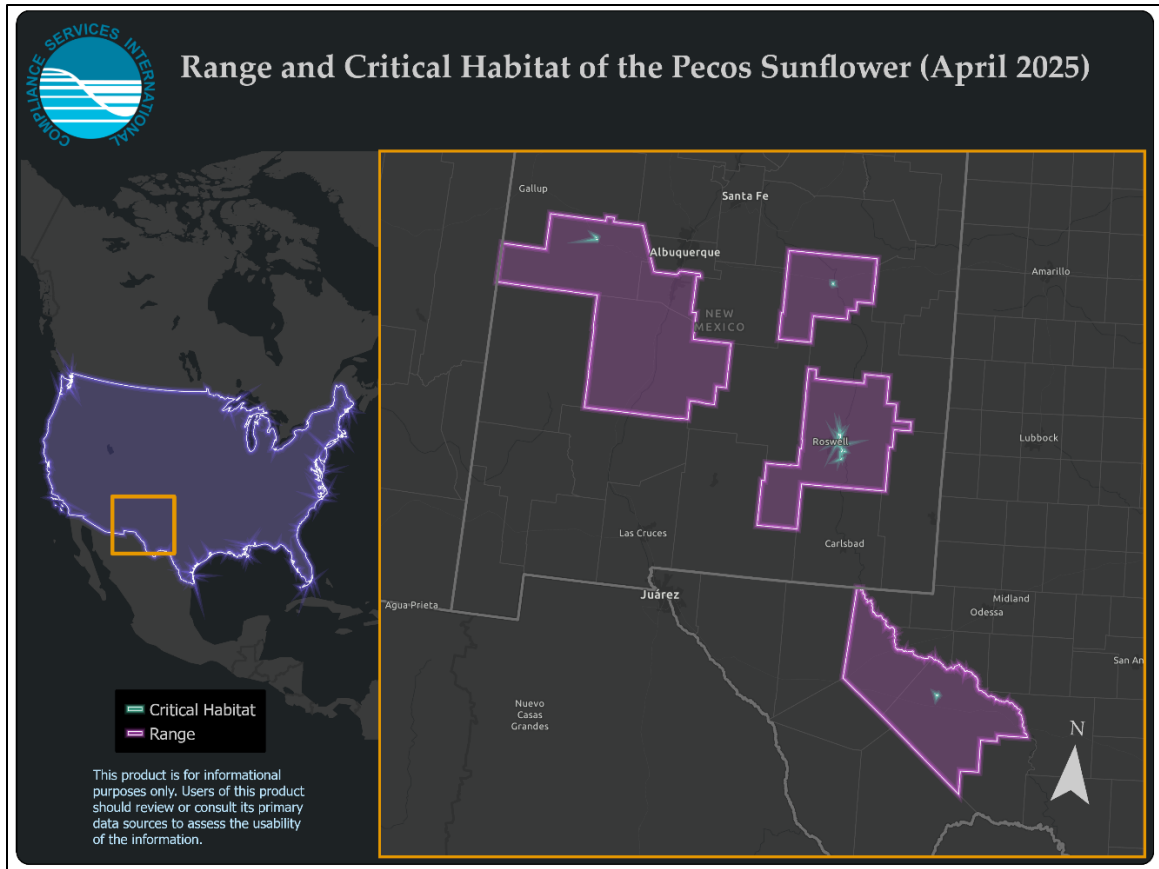 COMPLIANCE SERVICES INTERNATIONAL
Range and Critical Habitat of the Pecos Sunflower (April 2025)
Gallup
Santa Fe
Albuquerque
Amarillo
NEW
MEXICO
Roswell
Lubbock
Las Cruces
Carlsbad
Agua Prieta
Juárez
Midland
Odessa
San An
Nuevo
Casas
Grandes
N
Critical Habitat
Range
This product is for informational
purposes only. Users of this product
should review or consult its primary
data sources to assess the usability
of the information.